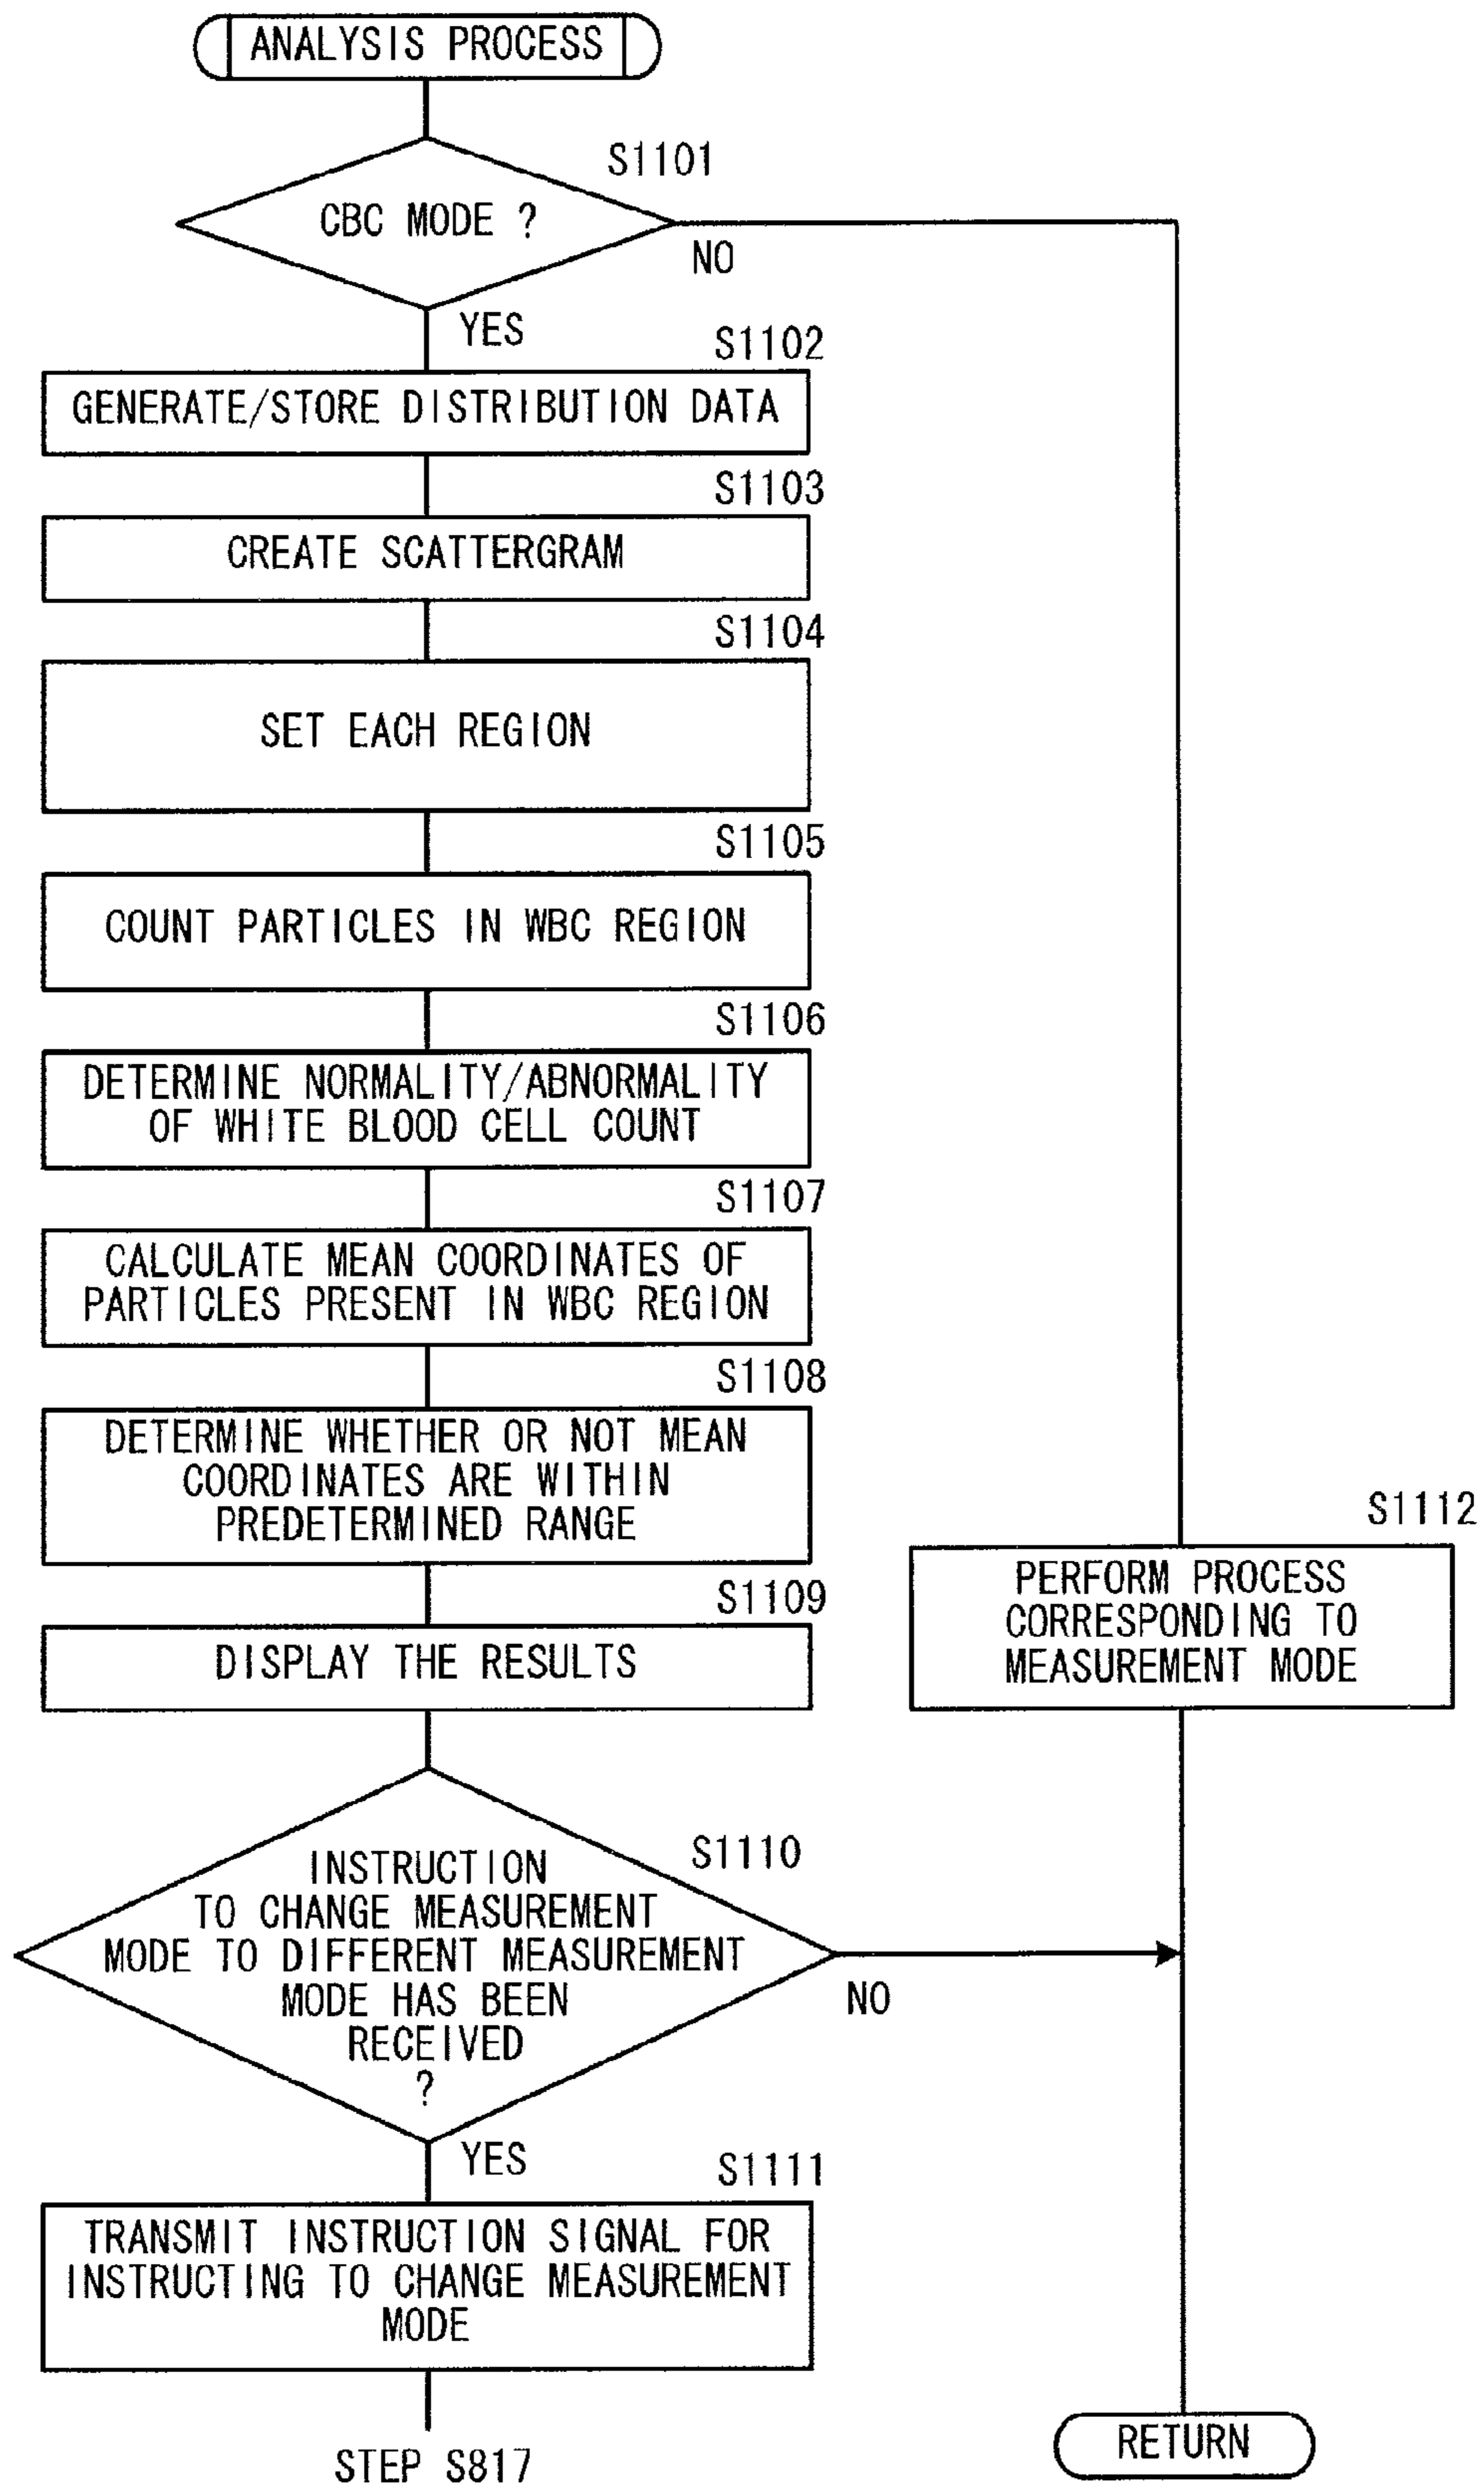 ANALYSIS PROCESS
S1101
CBC MODE ?
NO
YES
S1102
GENERATE/STORE DISTRIBUTION DATA
S1103
CREATE SCATTERGRAM
S1104
SET EACH REGION
S1105
COUNT PARTICLES IN WBC REGION
S1106
DETERMINE NORMALITY/ABNORMALITY
OF WHITE BLOOD CELL COUNT
S1107
CALCULATE MEAN COORDINATES OF
PARTICLES PRESENT IN WBC REGION
S1108
DETERMINE WHETHER OR NOT MEAN
COORDINATES ARE WITHIN
PREDETERMINED RANGE
S1112
PERFORM PROCESS
CORRESPONDING TO
MEASUREMENT MODE
S1109
DISPLAY THE RESULTS
S1110
INSTRUCTION
TO CHANGE MEASUREMENT
MODE TO DIFFERENT MEASUREMENT
MODE HAS BEEN
RECEIVED
?
NO
YES
S1111
TRANSMIT INSTRUCTION SIGNAL FOR
INSTRUCTING TO CHANGE MEASUREMENT
MODE
STEP S817
RETURN